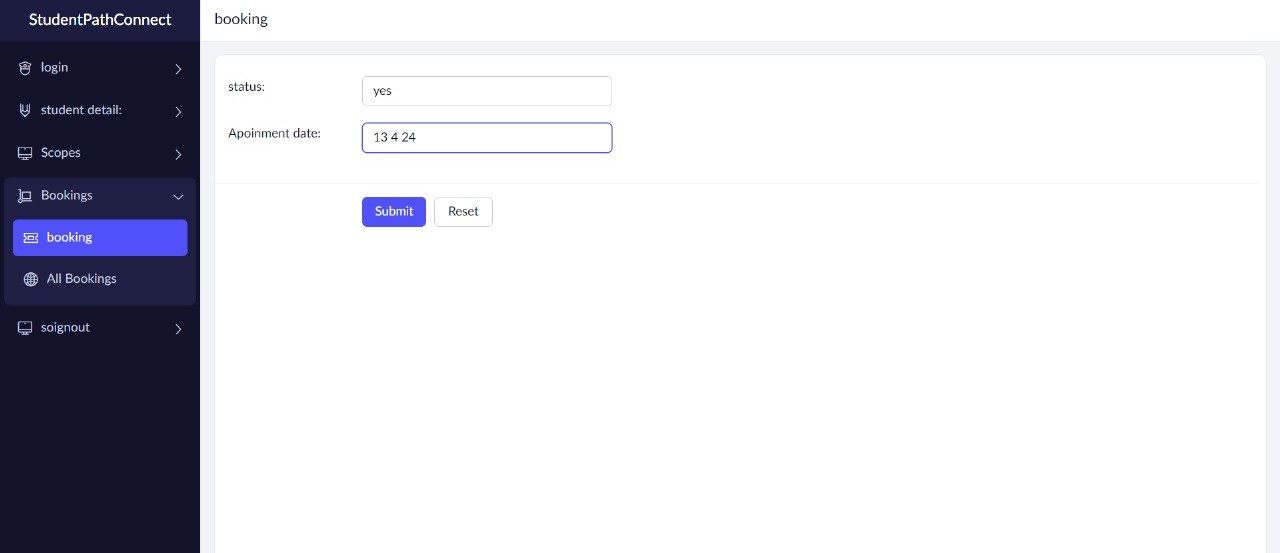 StudentPathConnect
booking
login
student detail:
Scopes
Bookings
booking
All Bookings
soignout
status:
yes
Apoinment date:
13 4 24
Submit
Reset